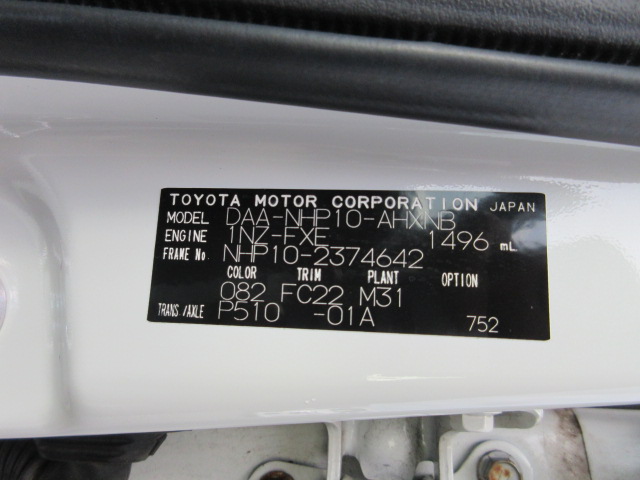 TOYOTA MOTOR CORPORATION JAPAN
MODEL DAA-NHP10-AHXNB
ENGINE 1NZ-FXE 1496 mL
FRAME No. NHP10-2374642
COLOR TRIM PLANT OPTION
082 FC22 M31
TRANS./AXLE P510 -01A 752